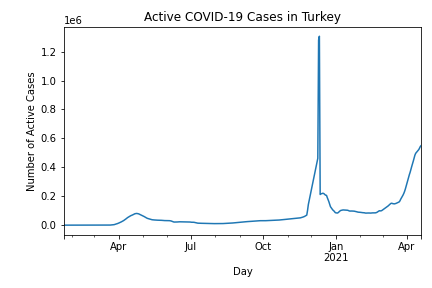 Active COVID-19 Cases in Turkey
1e6
Number of Active Cases
1.2
1.0
0.8
0.6
0.4
0.2
0.0
Apr
Jul
Oct
Jan
2021
Apr
Day